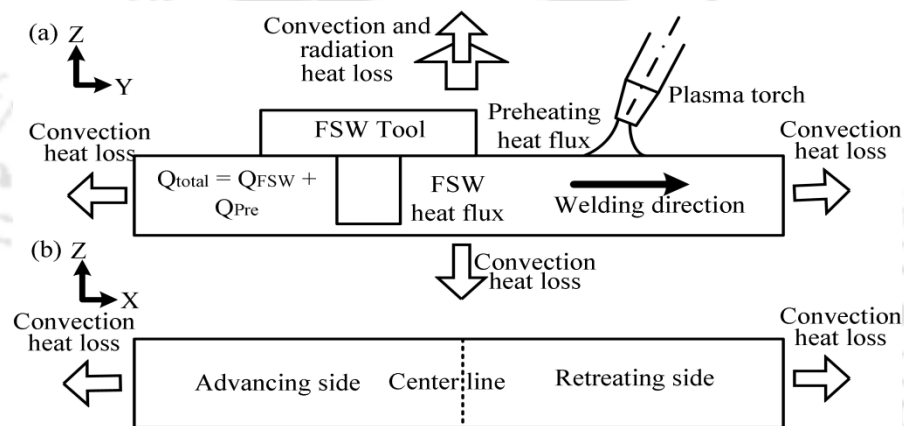 (a)
Z
Y
Convection and
radiation
heat loss
Plasma torch
Preheating
heat flux
FSW Tool
Convection
heat loss
Convection
heat loss
Qtotal = QFSW +
QPre
FSW
heat flux
Welding direction
(b)
Z
X
Convection
heat loss
Convection
heat loss
Convection
heat loss
Advancing side
Center line
Retreating side